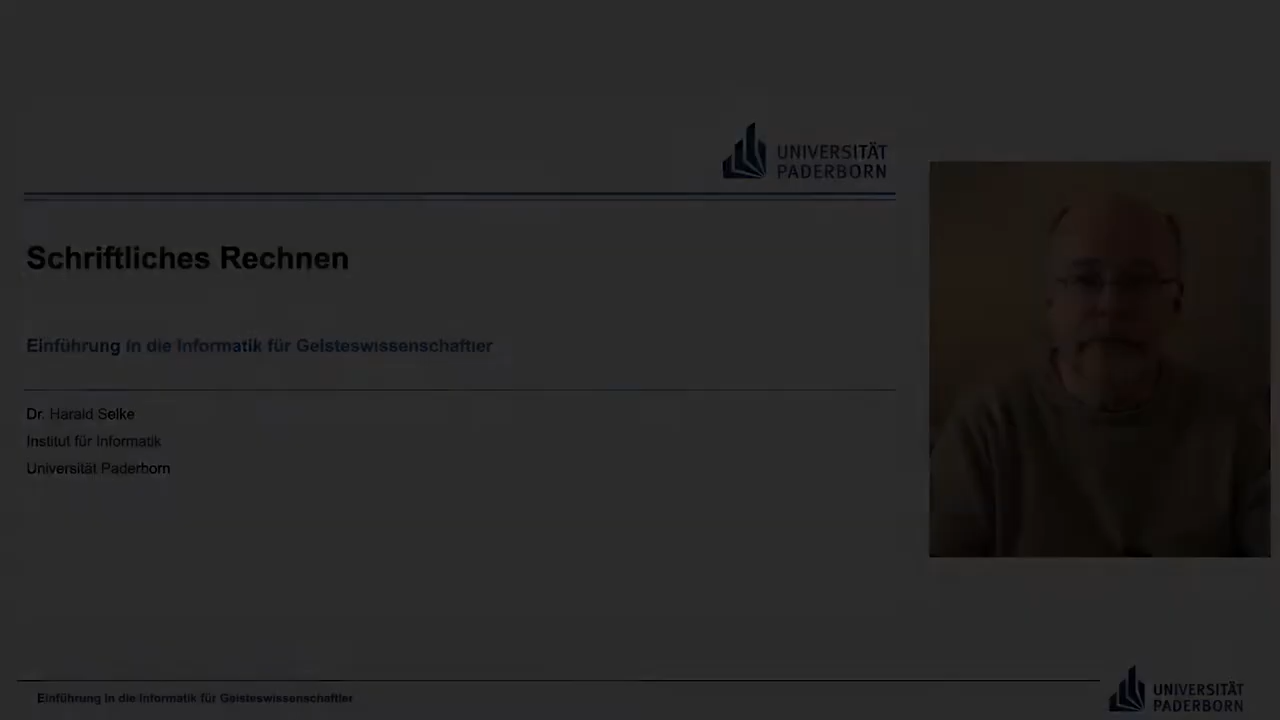 UNIVERSITÄT
PADERBORN
Schriftliches Rechnen
Einführung in die Informatik für Geisteswissenschaftler
Dr. Harald Selke
Institut für Informatik
Universität Paderborn
Einführung in die Informatik für Geisteswissenschaftler
UNIVERSITÄT
PADERBORN